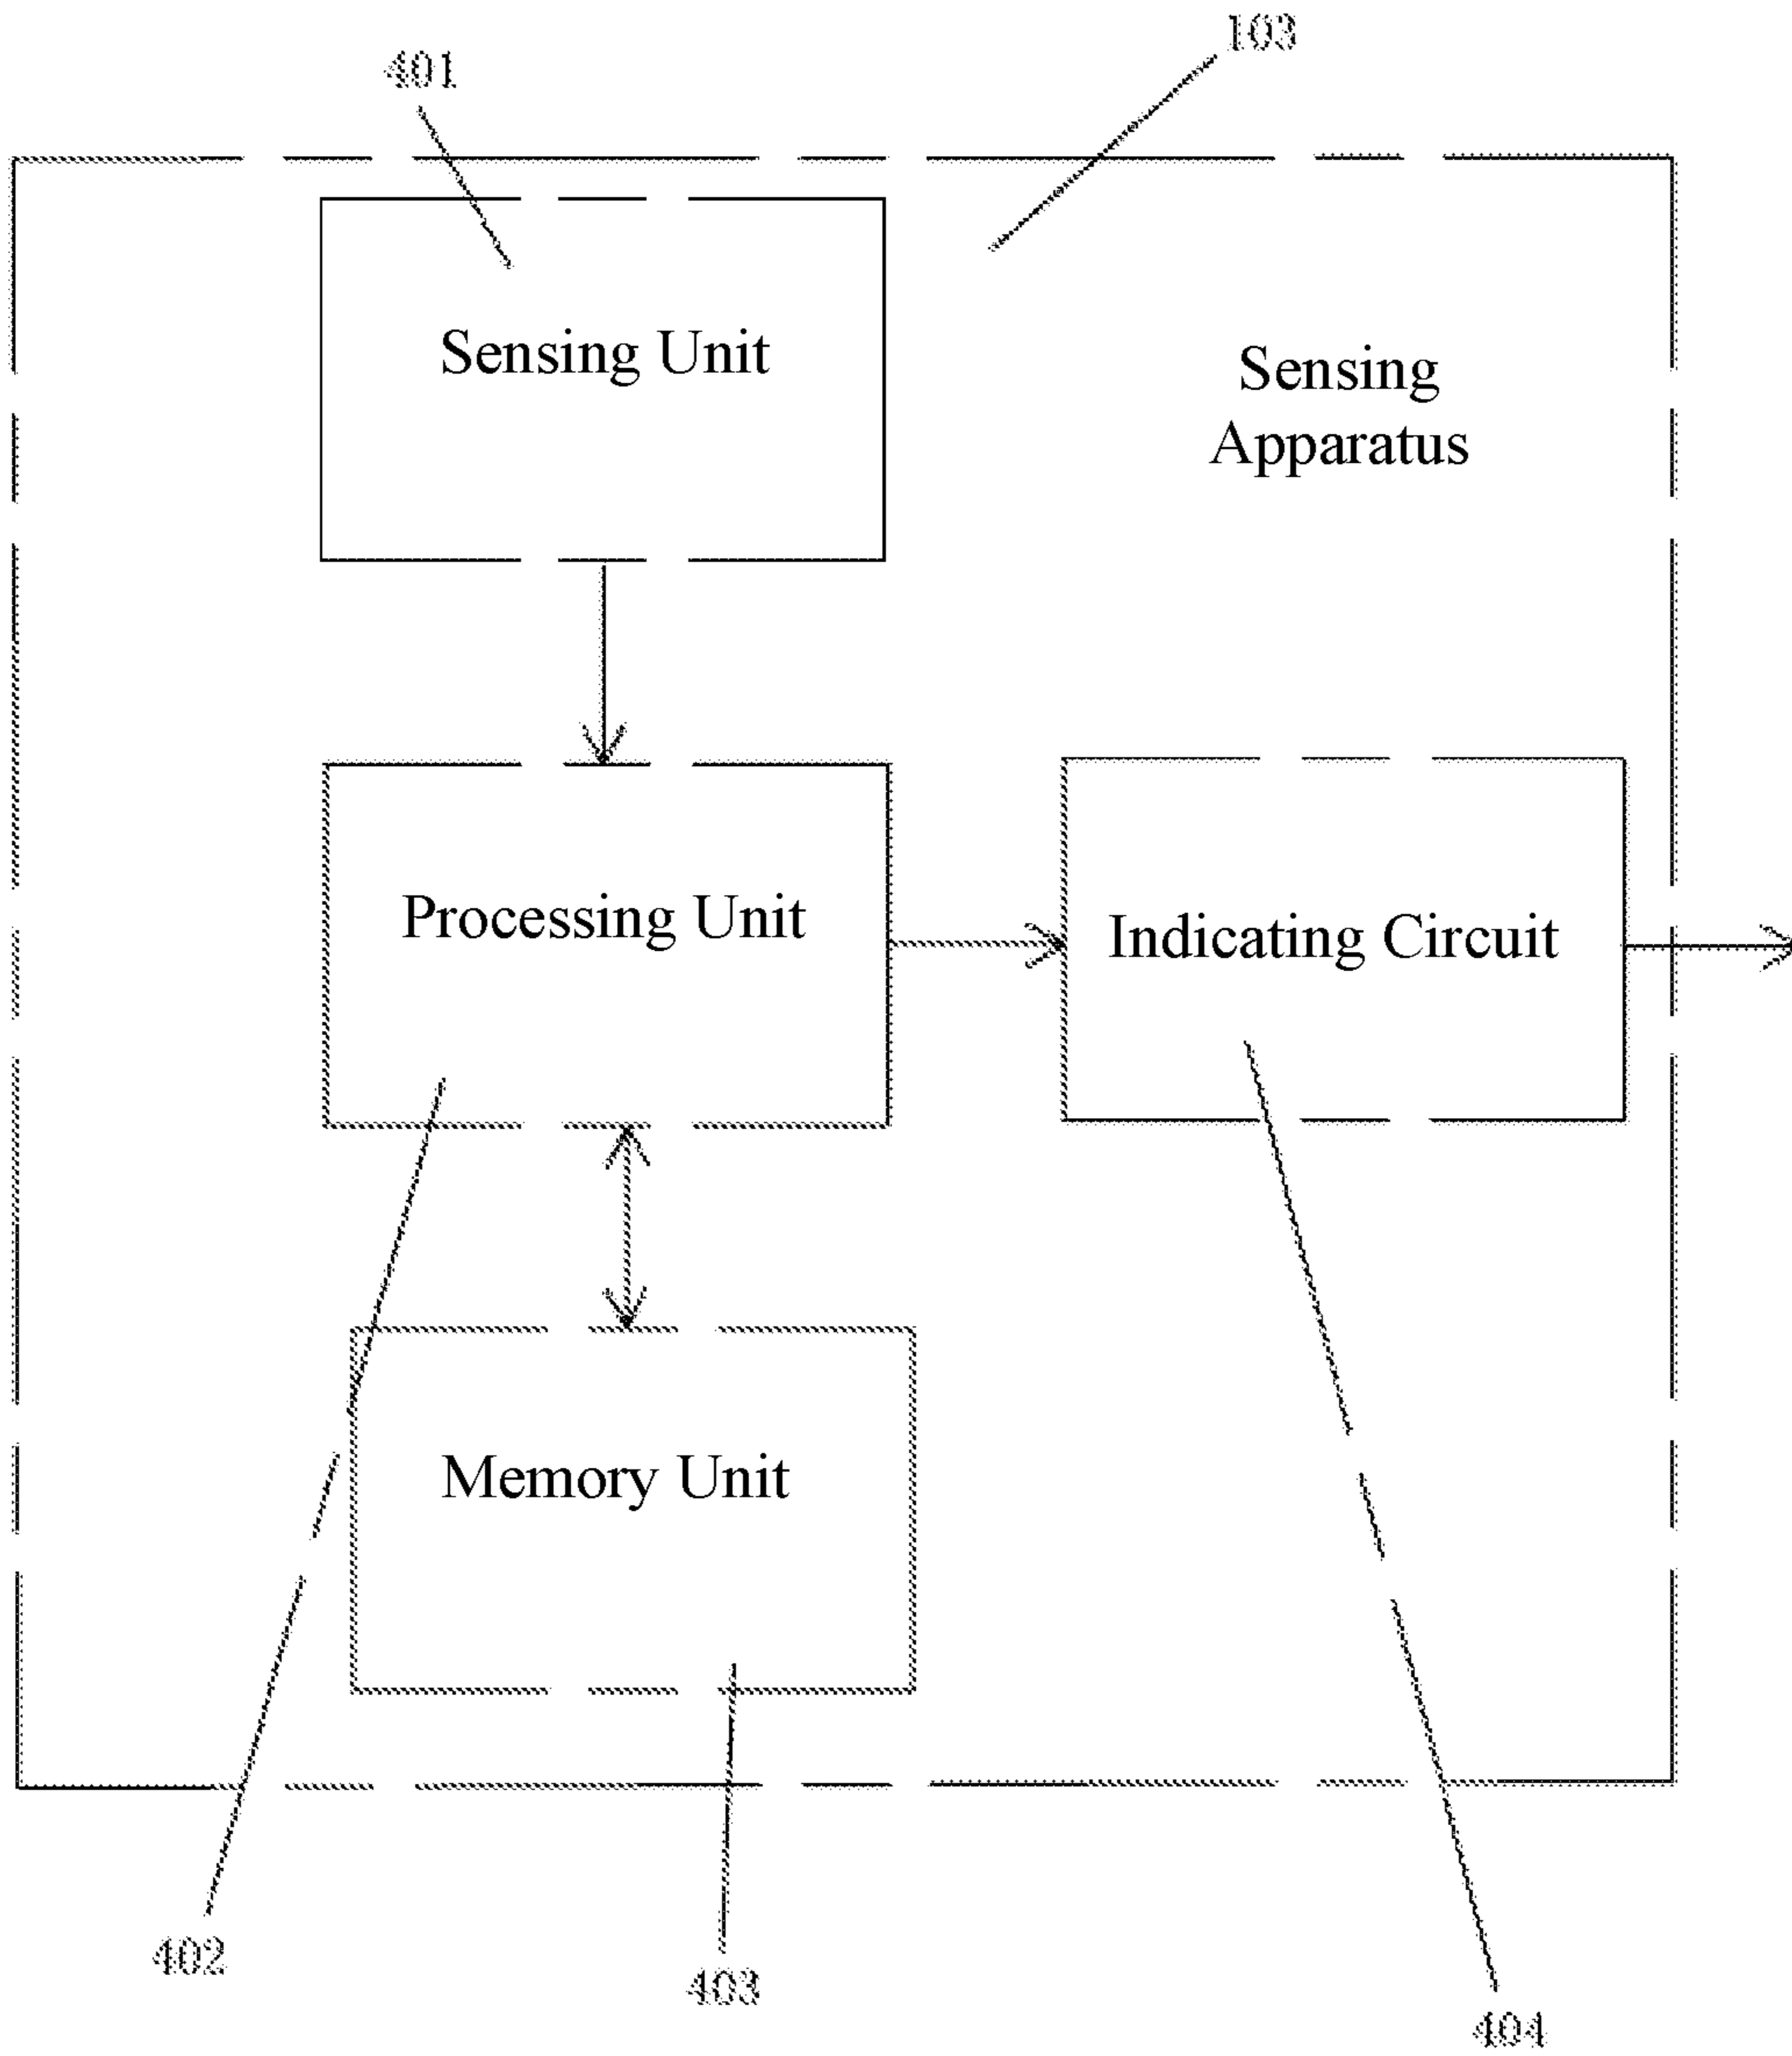 103
401
Sensing Unit
Sensing
Apparatus
Processing Unit
Indicating Circuit
Memory Unit
402
403
404